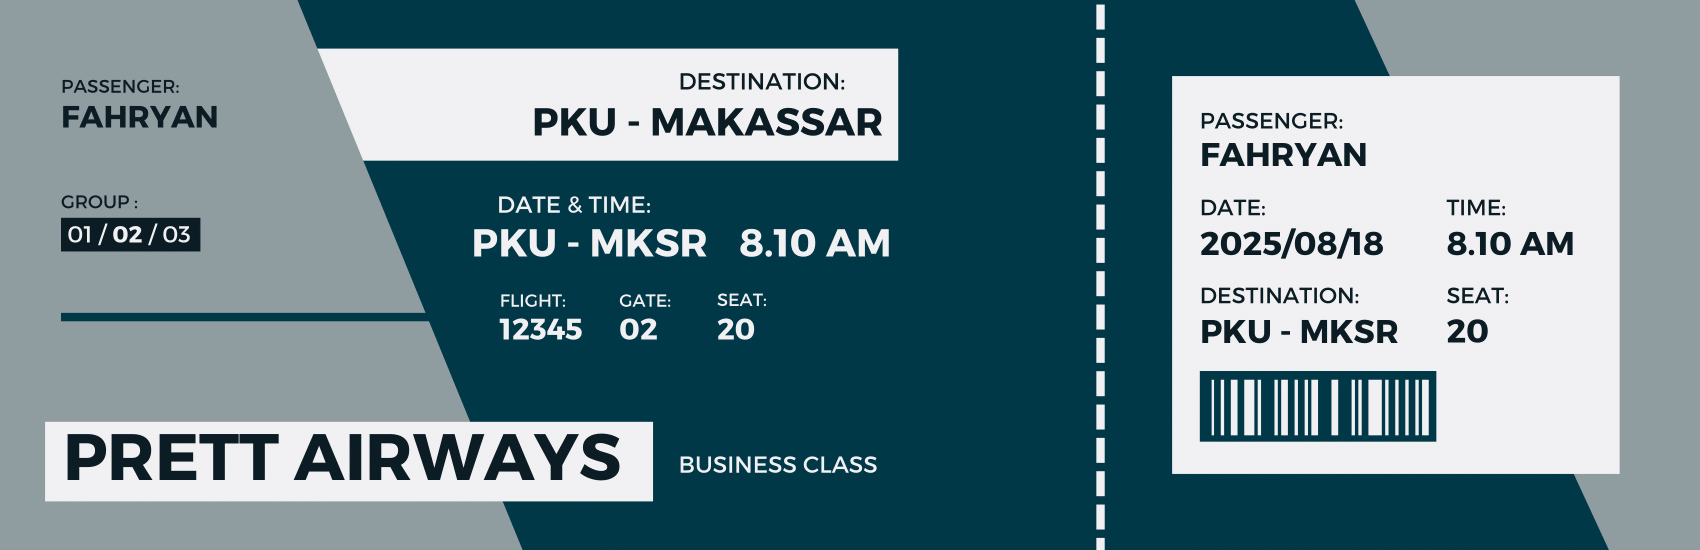 PASSENGER:
FAHRYAN
GROUP :
01 / 02 / 03
DESTINATION:
PKU - MAKASSAR
DATE & TIME:
PKU - MKSR 8.10 AM
FLIGHT: GATE: SEAT:
12345 02 20
PRETT AIRWAYS
BUSINESS CLASS
PASSENGER:
FAHRYAN
DATE: TIME:
2025/08/18 8.10 AM
DESTINATION: SEAT:
PKU - MKSR 20